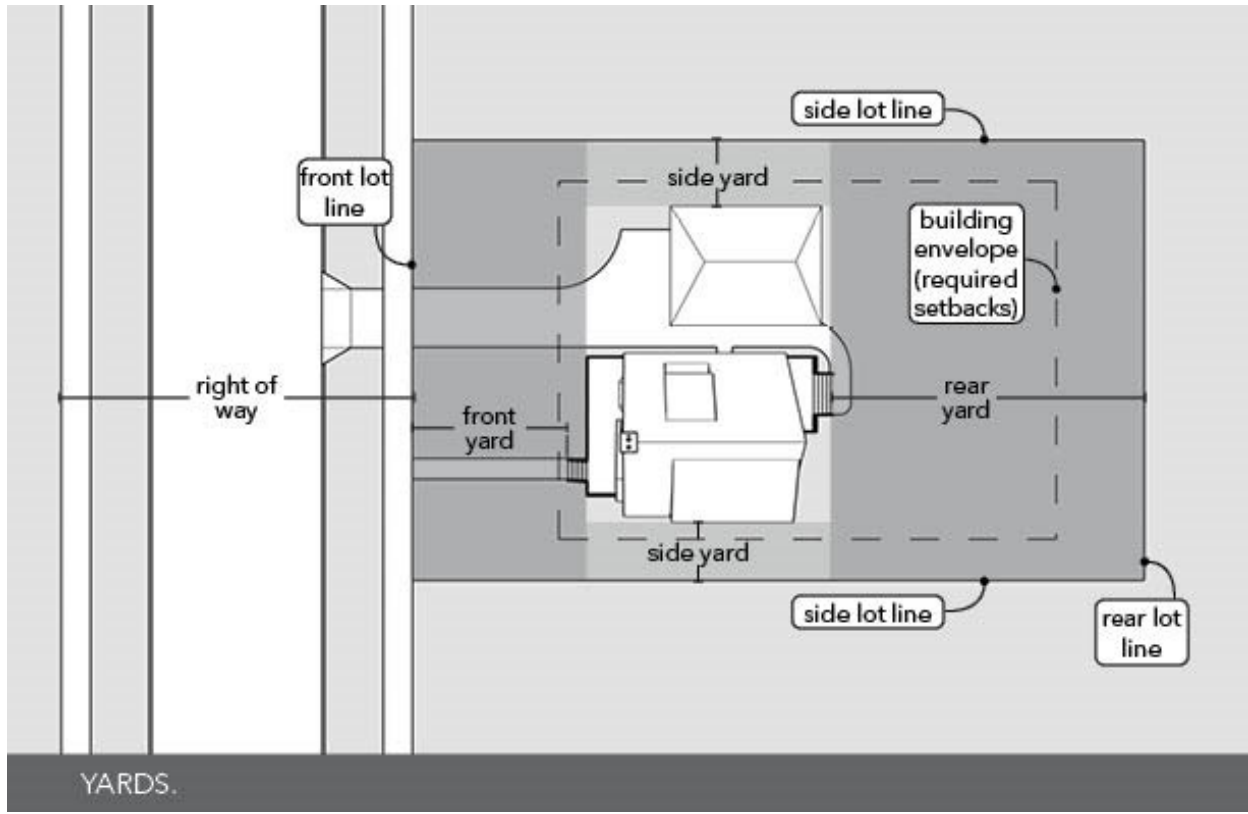 side lot line
front lot
line
side yard
building
envelope
(required
setbacks)
right of
way
front
yard
rear
yard
side yard
side lot line
rear lot
line
YARDS.